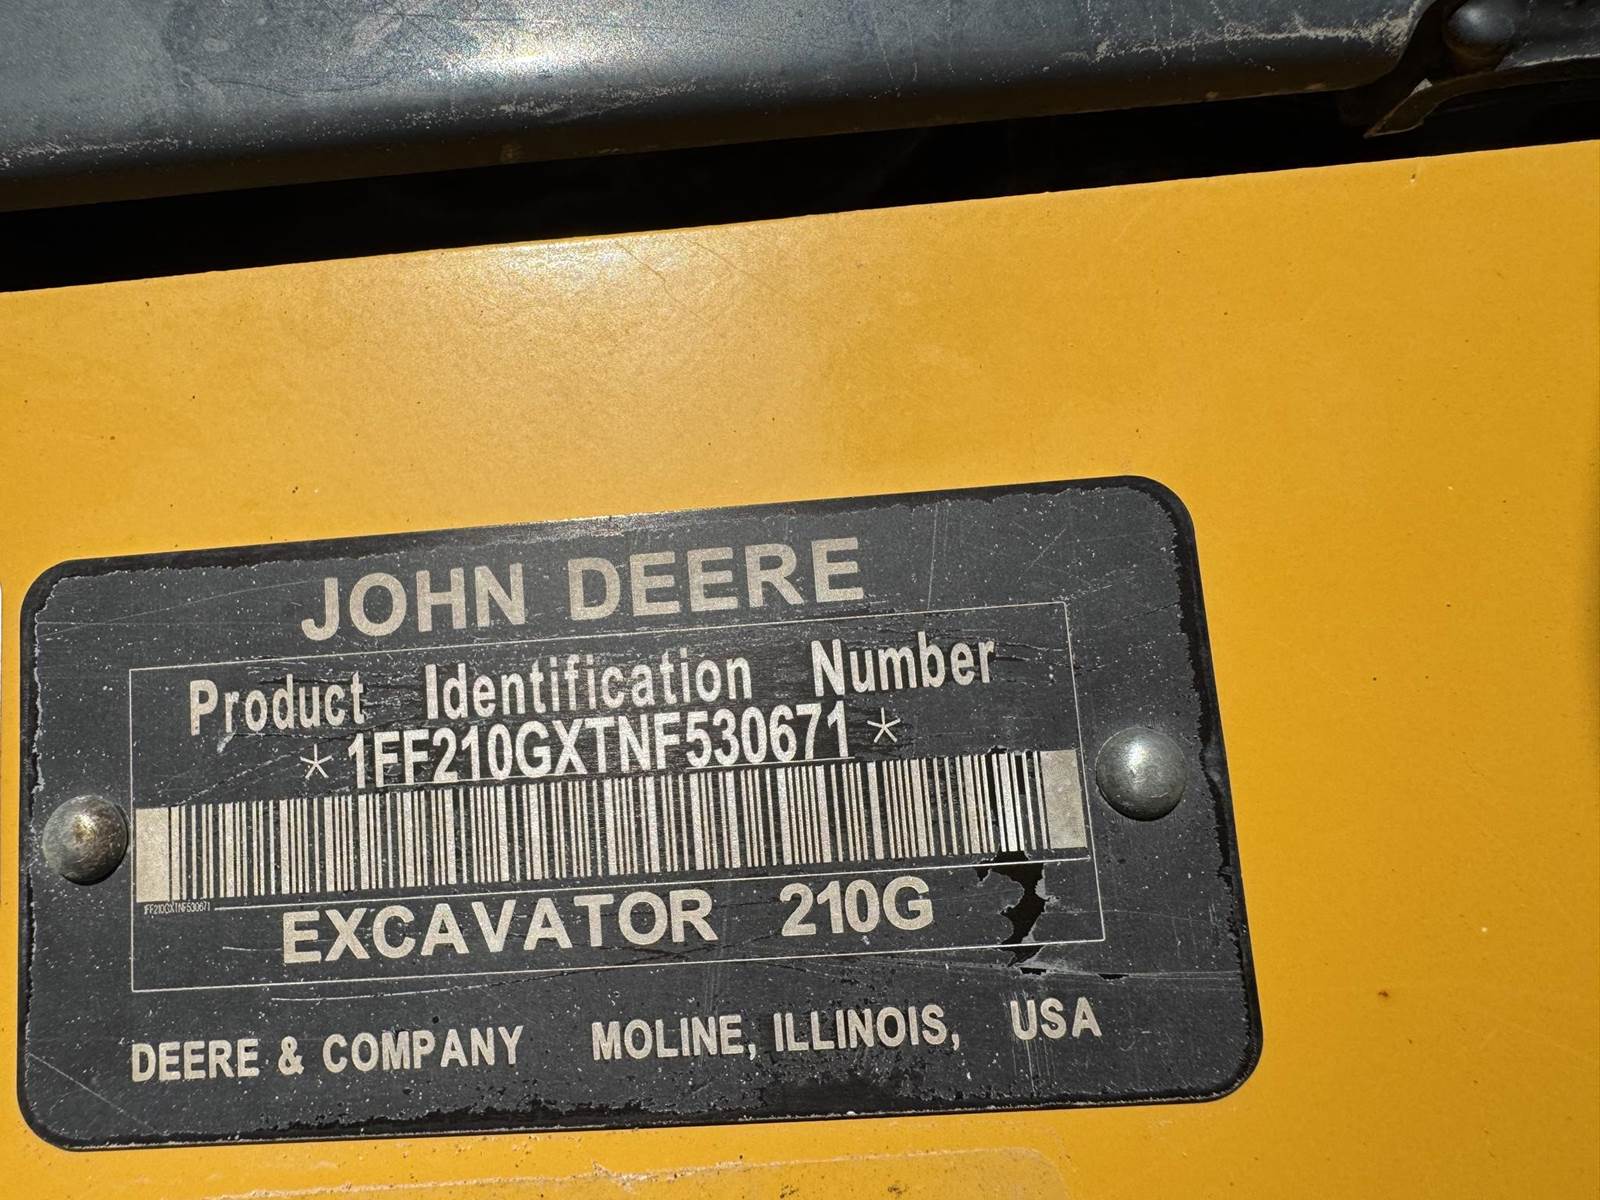 JOHN DEERE
Product Identification Number
* 1FF210GXTNF530671 *
1FF210GXTNF530671
EXCAVATOR 210G
DEERE & COMPANY MOLINE, ILLINOIS, USA